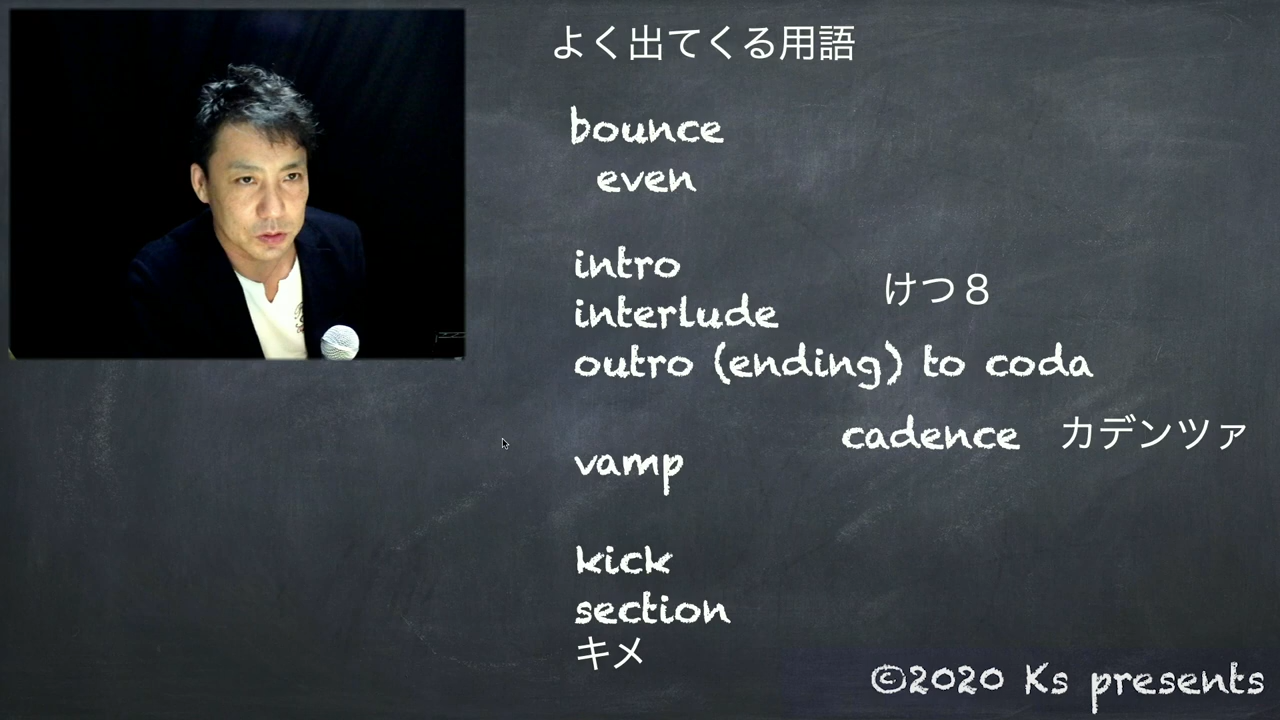 よく出てくる用語
bounce
even
intro
けつ８
interlude
outro (ending) to coda
cadence カデンツァ
vamp
kick
section
キメ
©2020 Ks presents